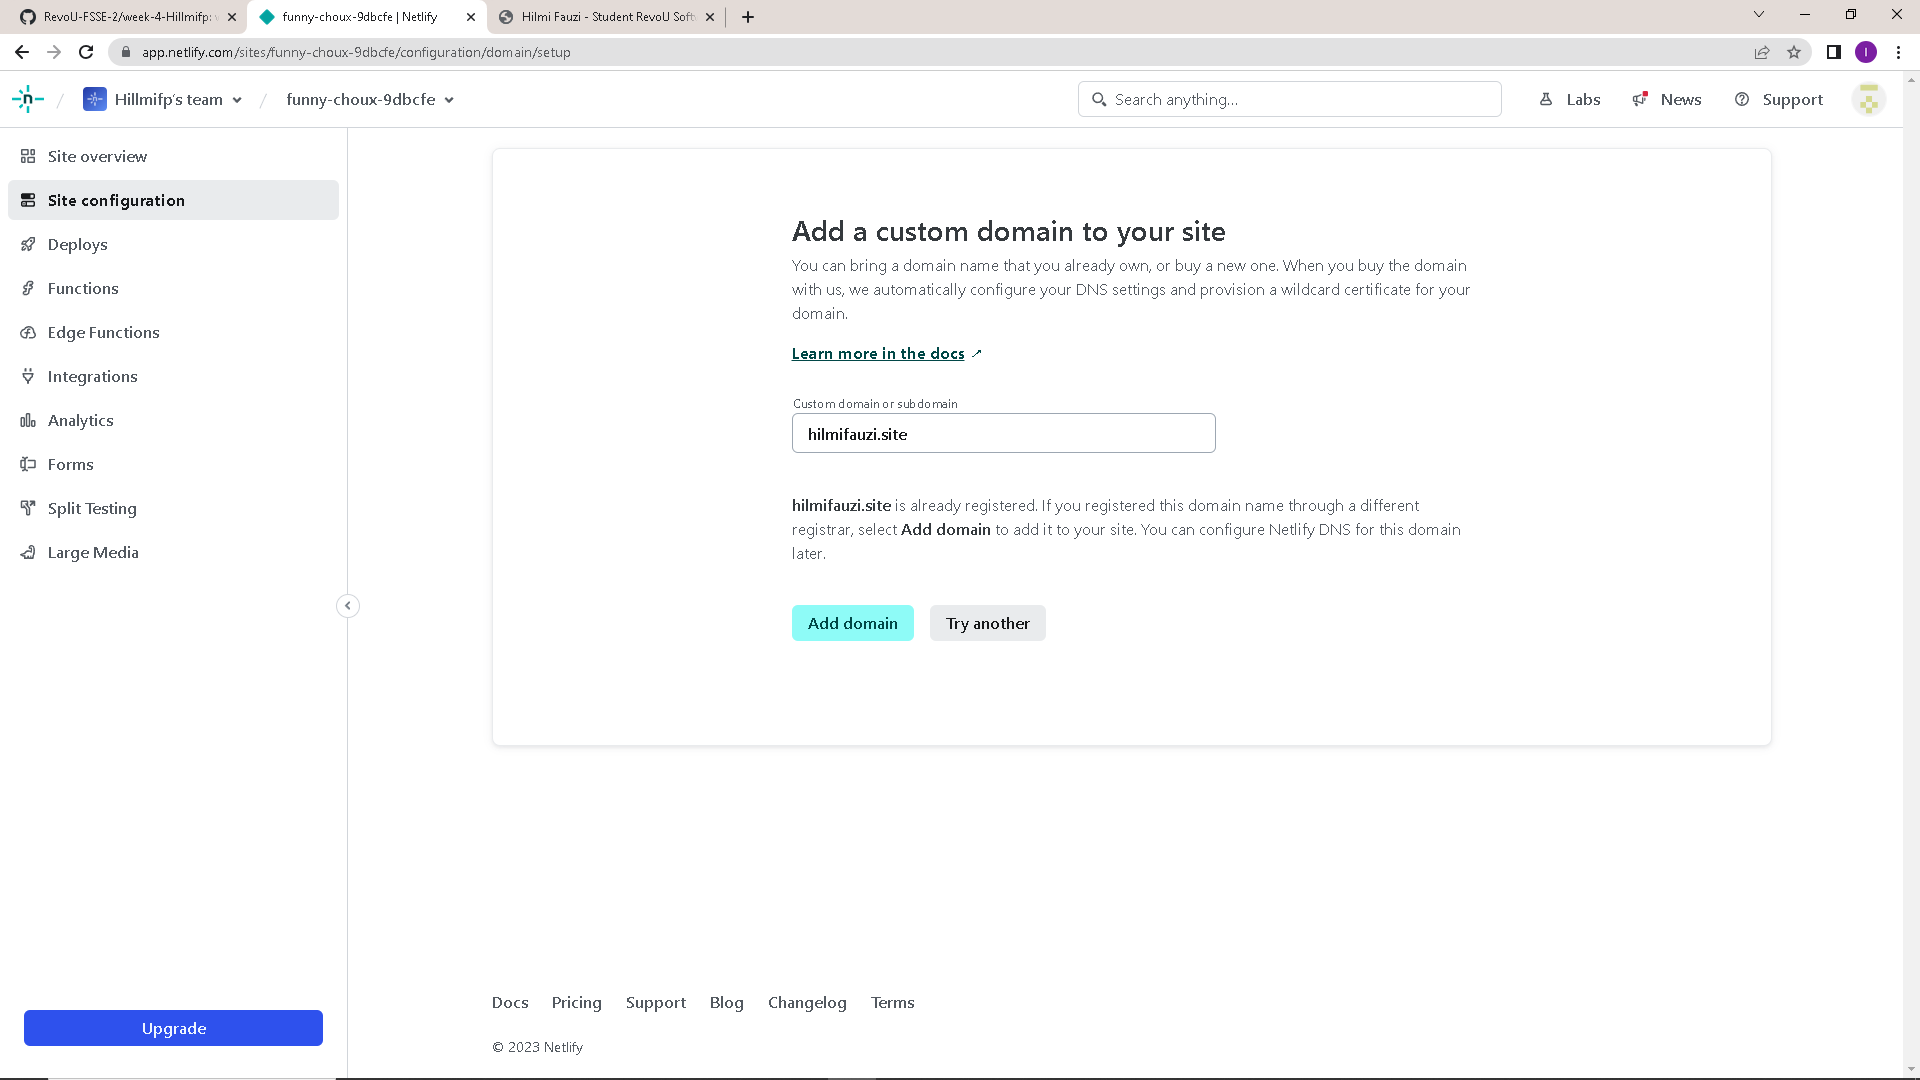 RevoU-FSSE-2/week-4-Hillmifp:
funny-choux-9dbcfe | Netlify
Hilmi Fauzi - Student RevoU Soft
app.netlify.com/sites/funny-choux-9dbcfe/configuration/domain/setup
I
Hillmifp's team
funny-choux-9dbcfe
Search anything...
Labs
News
Support
Site overview
Site configuration
Deploys
Functions
Edge Functions
Integrations
Analytics
Forms
Split Testing
Large Media
Upgrade
Add a custom domain to your site
You can bring a domain name that you already own, or buy a new one. When you buy the domain
with us, we automatically configure your DNS settings and provision a wildcard certificate for your
domain.
Learn more in the docs
Custom domain or subdomain
hilmifauzi.site
hilmifauzi.site is already registered. If you registered this domain name through a different
registrar, select Add domain to add it to your site. You can configure Netlify DNS for this domain
later.
Add domain
Try another
Docs Pricing Support Blog Changelog Terms
© 2023 Netlify